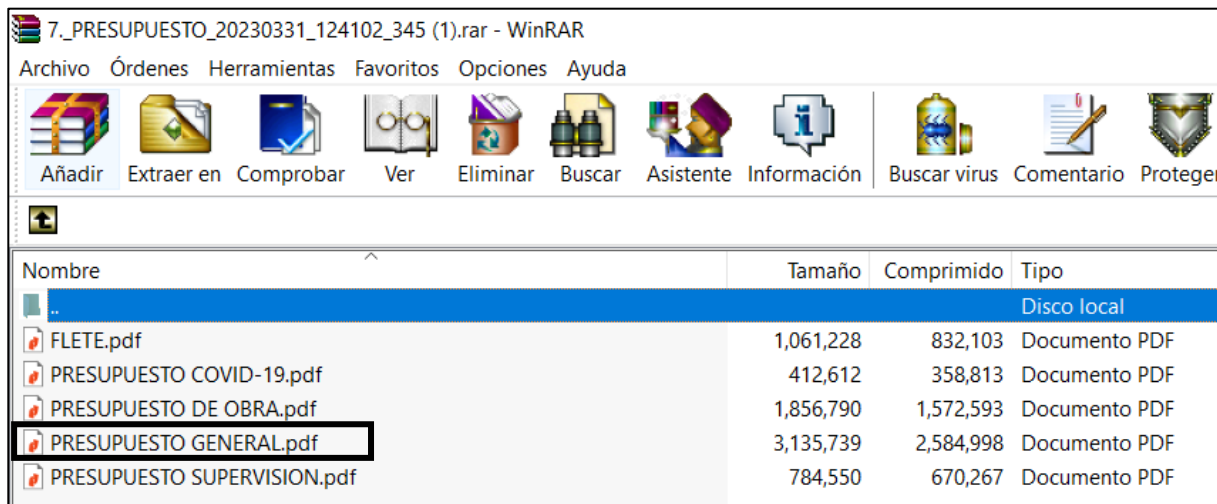 7._PRESUPUESTO_20230331_124102_345 (1).rar - WinRAR
Archivo Órdenes Herramientas Favoritos Opciones Ayuda
Añadir Extraer en Comprobar Ver Eliminar Buscar Asistente Información Buscar virus Comentario Proteger
Nombre Tamaño Comprimido Tipo
.. Disco local
FLETE.pdf 1,061,228 832,103 Documento PDF
PRESUPUESTO COVID-19.pdf 412,612 358,813 Documento PDF
PRESUPUESTO DE OBRA.pdf 1,856,790 1,572,593 Documento PDF
PRESUPUESTO GENERAL.pdf 3,135,739 2,584,998 Documento PDF
PRESUPUESTO SUPERVISION.pdf 784,550 670,267 Documento PDF